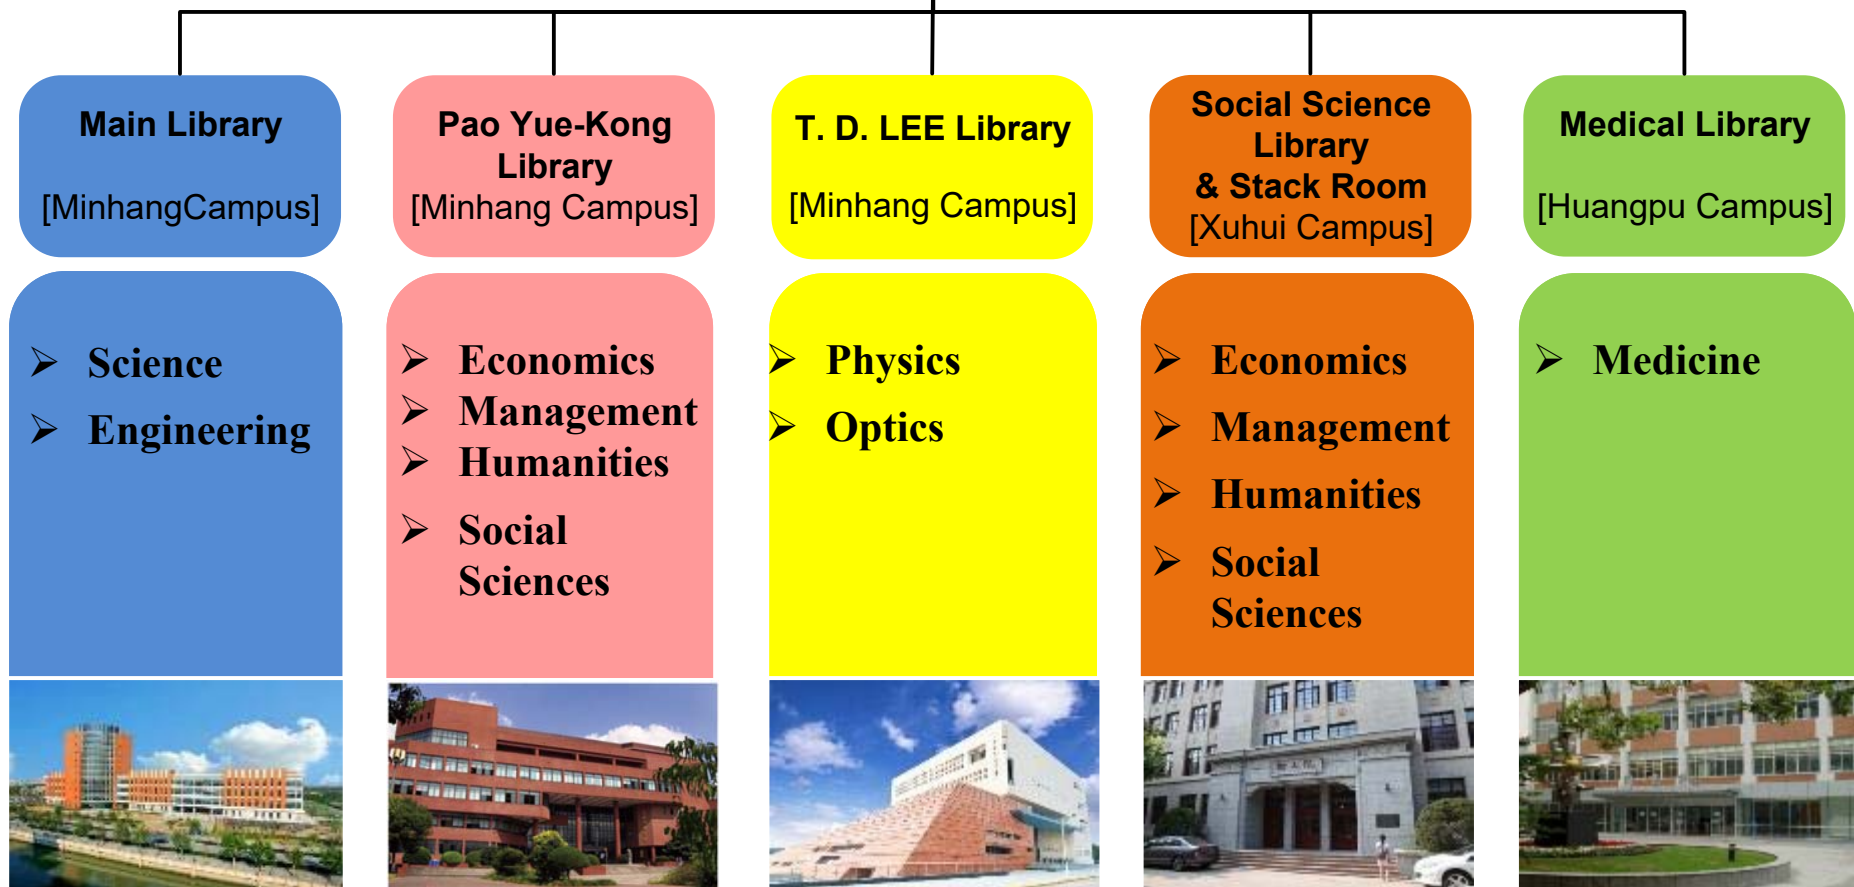 Main Library
[MinhangCampus]
Pao Yue-Kong
Library
[Minhang Campus]
T. D. LEE Library
[Minhang Campus]
Social Science
Library
& Stack Room
[Xuhui Campus]
Medical Library
[Huangpu Campus]
➢ Science
➢ Engineering
➢ Economics
➢ Management
➢ Humanities
➢ Social
Sciences
➢ Physics
➢ Optics
➢ Economics
➢ Management
➢ Humanities
➢ Social
Sciences
➢ Medicine